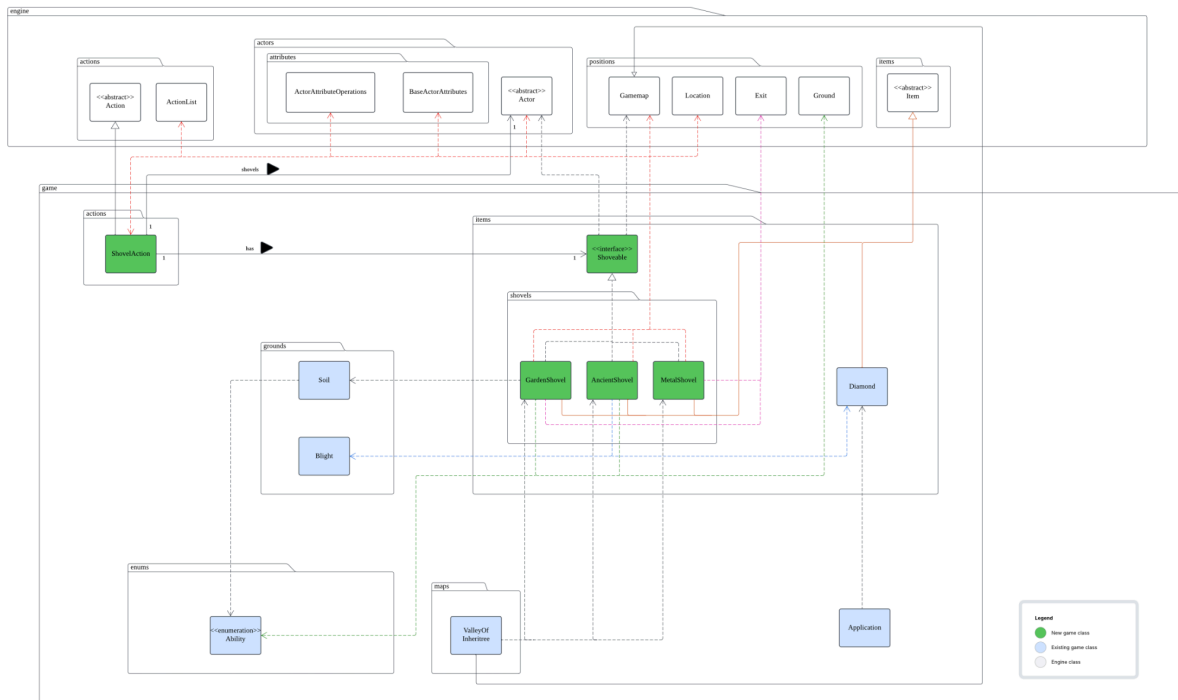 engine
actors
actions
attributes
positions
items
<<abstract>>
Action
ActionList
ActorAttributeOperations
BaseActorAttributes
<<abstract>>
Actor
Gamemap
Location
Exit
Ground
<<abstract>>
Item
1
shovels
game
actions
1
items
ShovelAction
1
has
1
<<interface>>
Shoveable
shovels
grounds
Soil
GardenShovel
AncientShovel
MetalShovel
Diamond
Blight
enums
maps
<<enumeration>>
Ability
ValleyOf
Inheritree
Application
Legend
New game class
Existing game class
Engine class